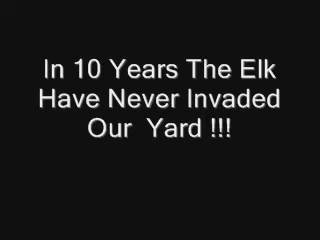 In 10 Years The Elk
Have Never Invaded
Our  Yard !!!